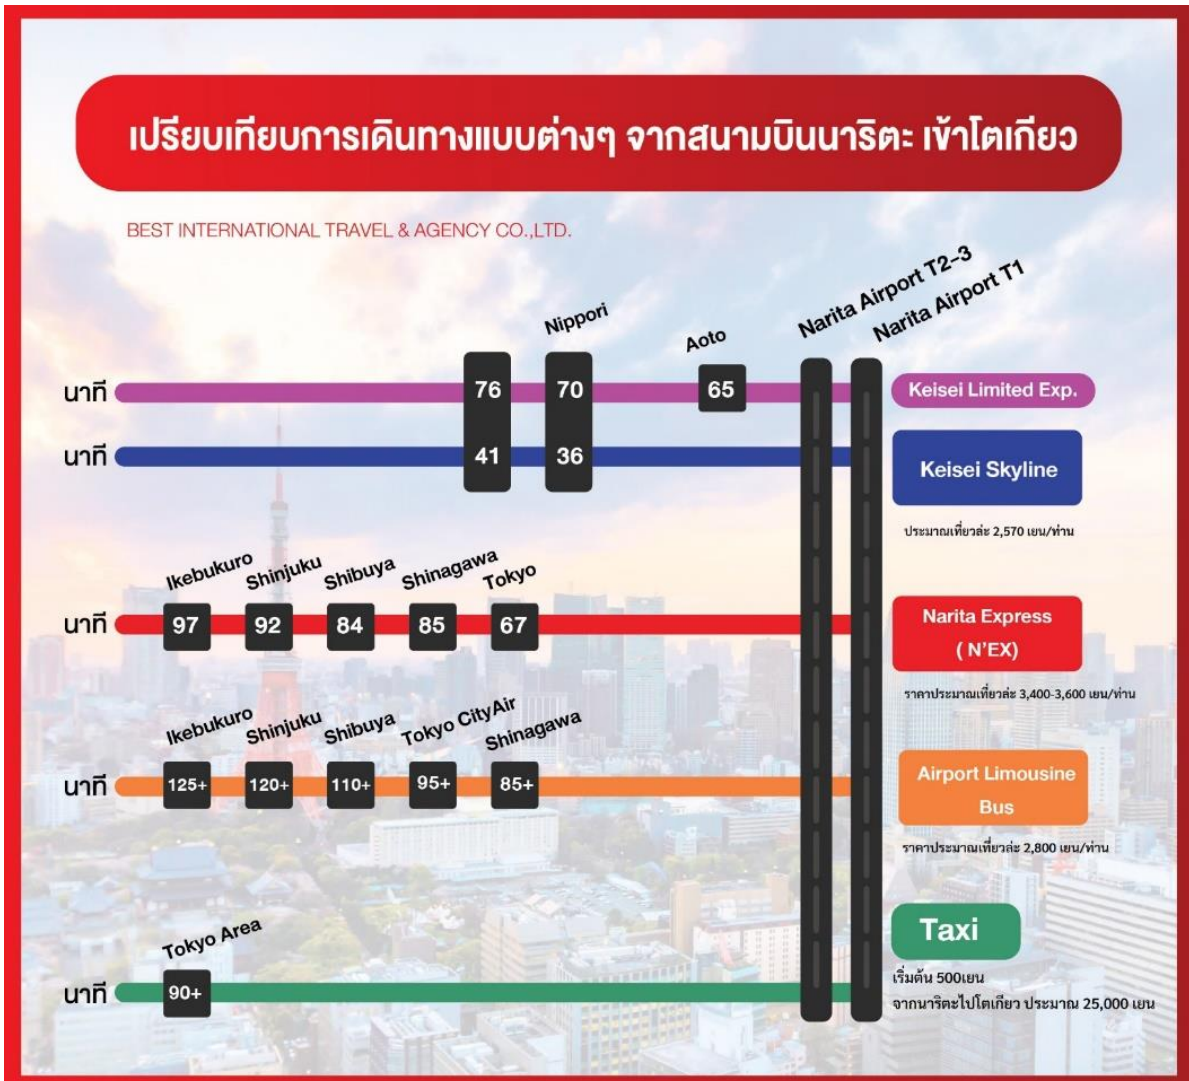 เปรียบเทียบการเดินทางแบบต่างๆ จากสนามบินนาริตะ เข้าโตเกียว
BEST INTERNATIONAL TRAVEL & AGENCY CO.,LTD.
Nippori
Aoto
Narita Airport T2-3
Narita Airport T1
นาที 76 70 65 Keisei Limited Exp.
นาที 41 36 Keisei Skyline
ประมาณเที่ยวล่ะ 2,570 เยน/ท่าน
Ikebukuro Shinjuku Shibuya Shinagawa Tokyo
นาที 97 92 84 85 67
Narita Express
( N'EX)
ราคาประมาณเที่ยวล่ะ 3,400-3,600 เยน/ท่าน
Ikebukuro Shinjuku Shibuya Tokyo CityAir Shinagawa
นาที 125+ 120+ 110+ 95+ 85+
Airport Limousine
Bus
ราคาประมาณเที่ยวล่ะ 2,800 เยน/ท่าน
Tokyo Area
นาที 90+
Taxi
เริ่มต้น 500เยน
จากนาริตะไปโตเกียว ประมาณ 25,000 เยน